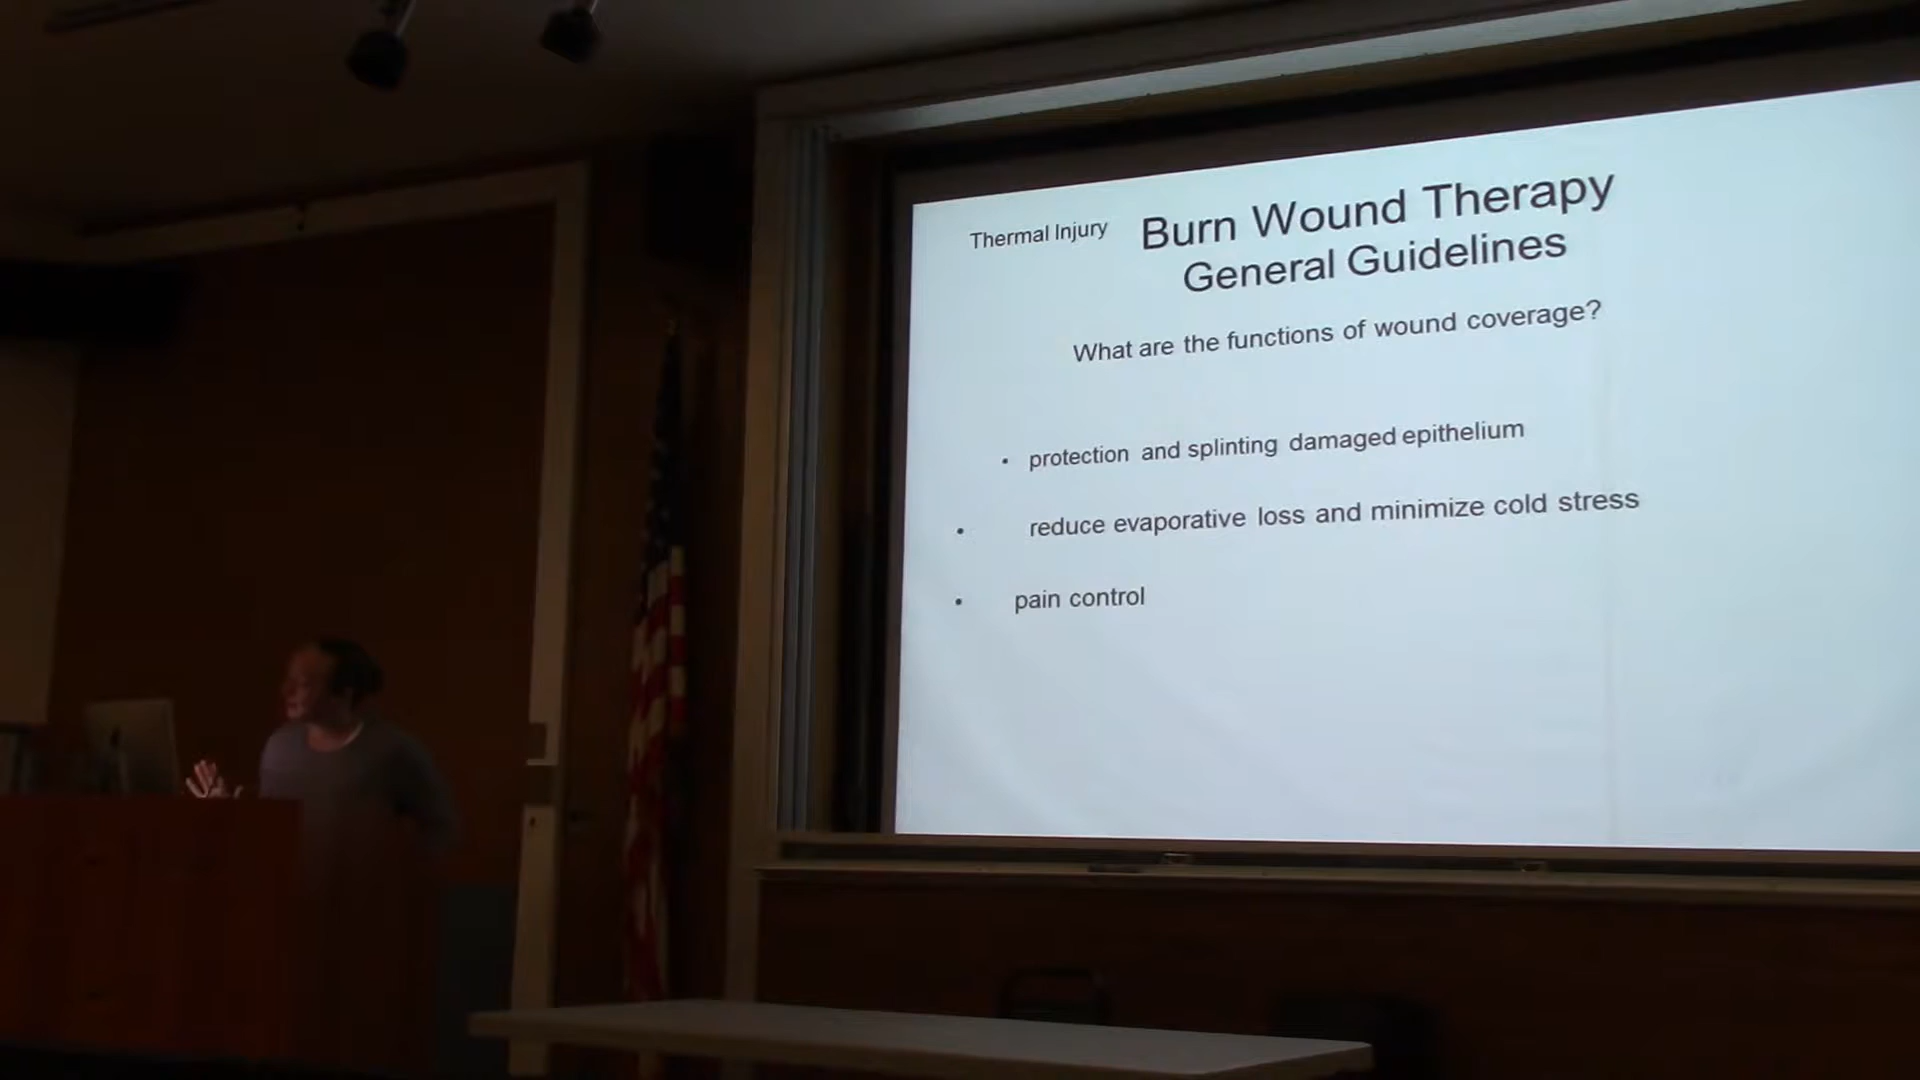 Thermal Injury
Burn Wound Therapy
General Guidelines
What are the functions of wound coverage?
• protection and splinting damaged epithelium
• reduce evaporative loss and minimize cold stress
• pain control